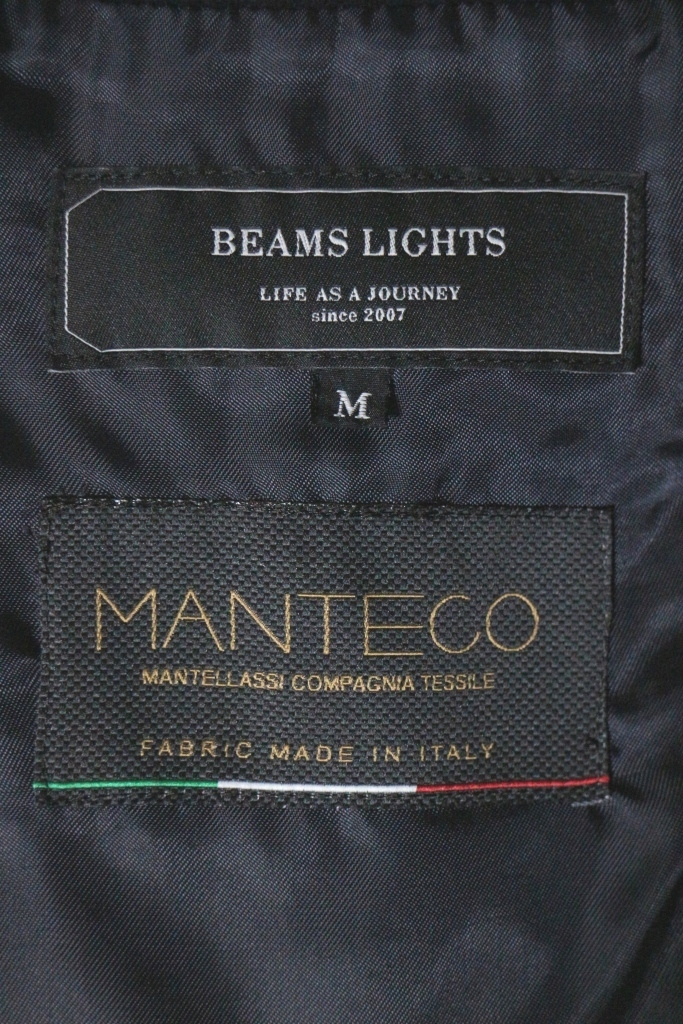 BEAMS LIGHTS
LIFE AS A JOURNEY
since 2007
M
MANTECO
MANTELLASSI COMPAGNIA TESSILE
FABRIC MADE IN ITALY